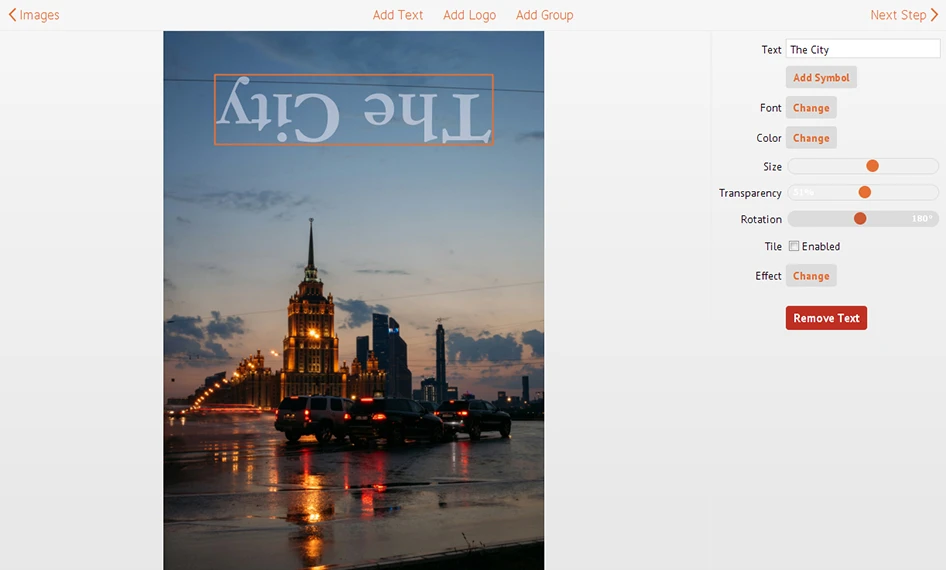 Images
Add Text
Add Logo
Add Group
Next Step
The City
Text The City
Add Symbol
Font Change
Color Change
Size
Transparency
Rotation 180°
Tile Enabled
Effect Change
Remove Text